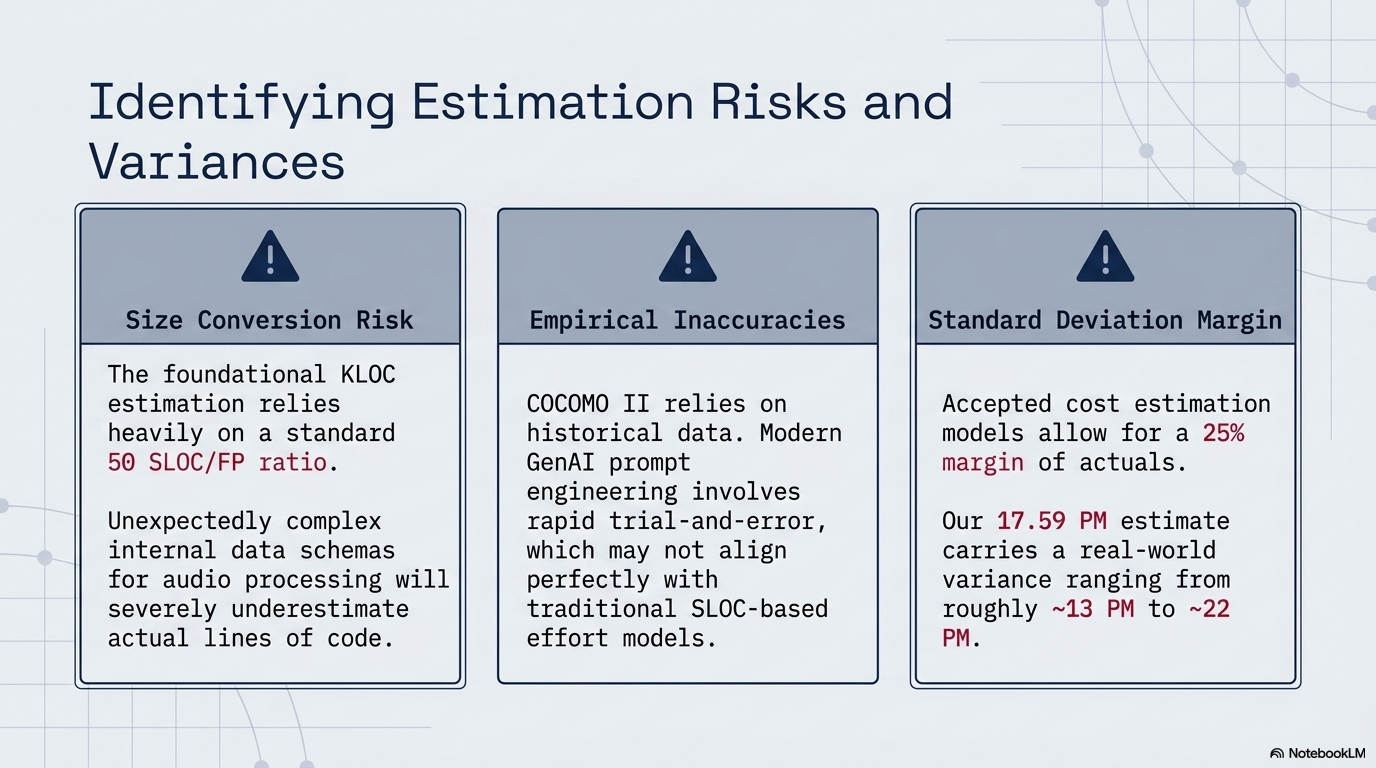 Identifying Estimation Risks and
Variances
Size Conversion Risk
The foundational KLOC
estimation relies
heavily on a standard
50 SLOC/FP ratio.
Unexpectedly complex
internal data schemas
for audio processing will
severely underestimate
actual lines of code.
Empirical Inaccuracies
COCOMO II relies on
historical data. Modern
GenAI prompt
engineering involves
rapid trial-and-error,
which may not align
perfectly with
traditional SLOC-based
effort models.
Standard Deviation Margin
Accepted cost estimation
models allow for a 25%
margin of actuals.
Our 17.59 PM estimate
carries a real-world
variance ranging from
roughly ~13 PM to ~22
PM.
NotebookLM